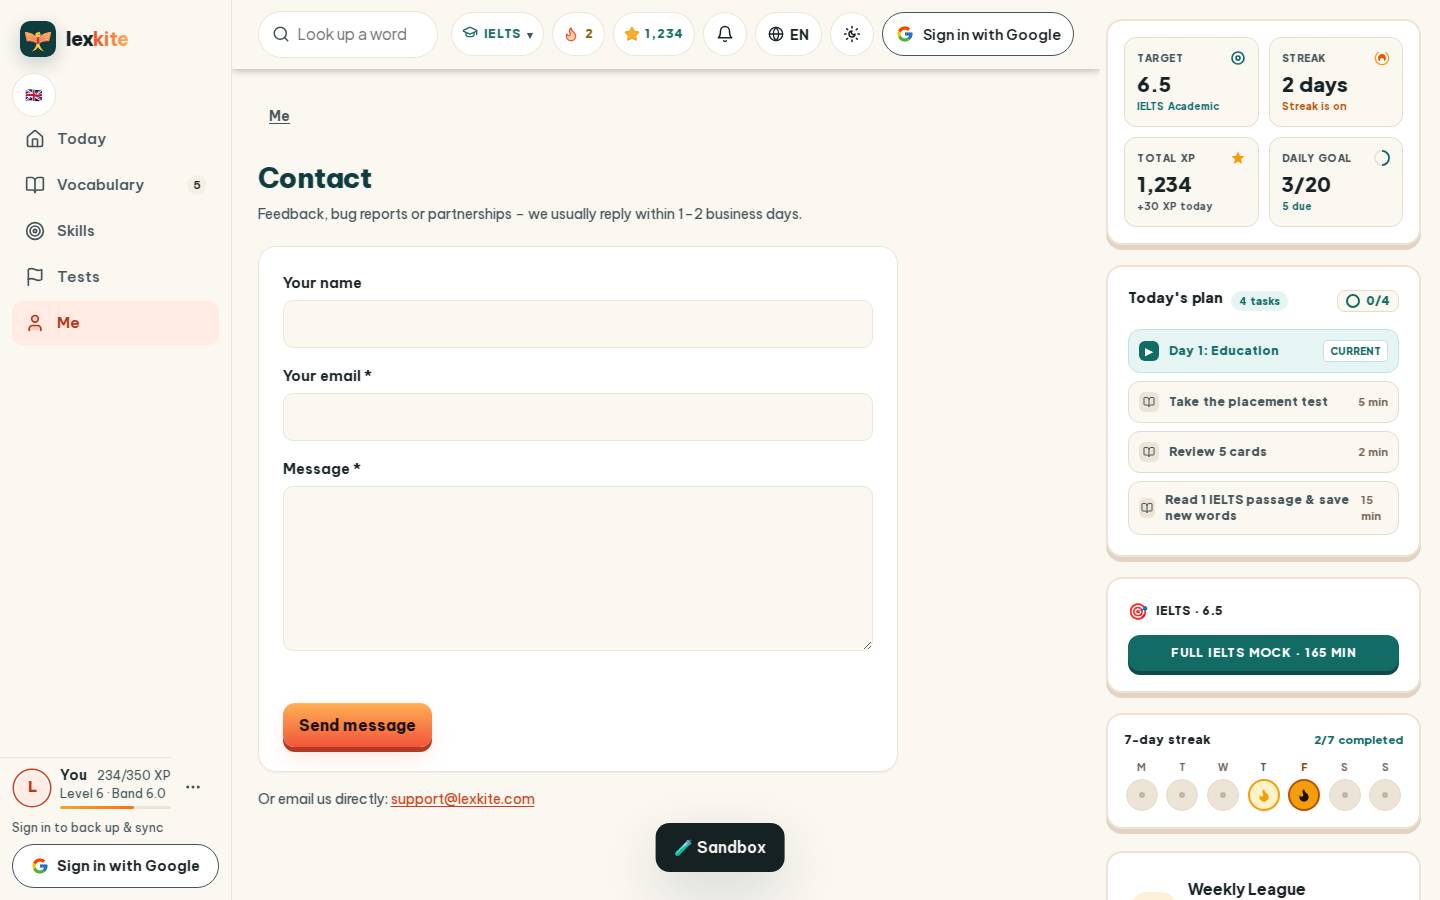 lexkite
Today
Vocabulary 5
Skills
Tests
Me
You 234/350 XP
L
Level 6 · Band 6.0
Sign in to back up & sync
Sign in with Google
Look up a word
IELTS ▾
2
1,234
EN
Sign in with Google
Me
Contact
Feedback, bug reports or partnerships – we usually reply within 1–2 business days.
Your name
Your email *
Message *
Send message
Or email us directly: support@lexkite.com
Sandbox
TARGET
6.5
IELTS Academic
STREAK
2 days
Streak is on
TOTAL XP
1,234
+30 XP today
DAILY GOAL
3/20
5 due
Today's plan 4 tasks 0/4
Day 1: Education CURRENT
Take the placement test 5 min
Review 5 cards 2 min
Read 1 IELTS passage & save 15
new words min
IELTS · 6.5
FULL IELTS MOCK · 165 MIN
7-day streak 2/7 completed
M T W T F S S
Weekly League